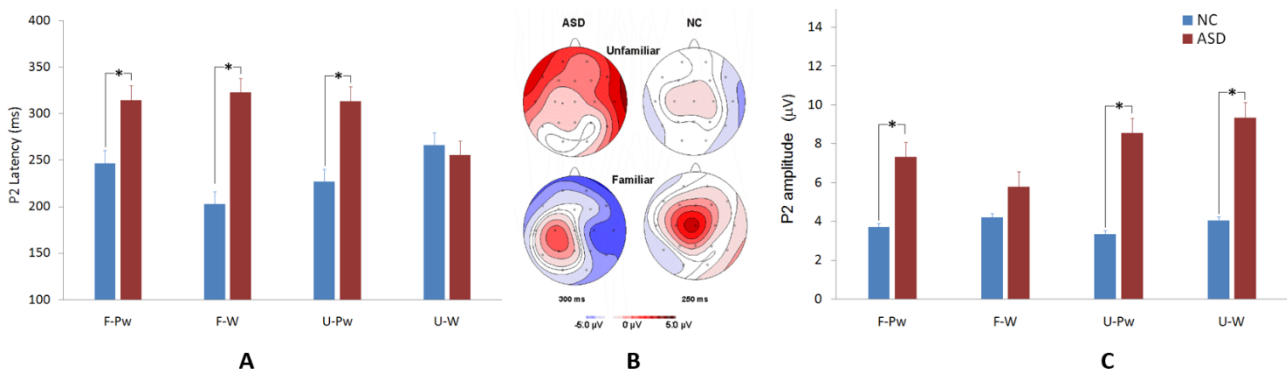 400
350
300
250
200
150
100
P2 Latency (ms)
*
*
*
F-Pw
F-W
U-Pw
U-W
A
ASD
NC
Unfamiliar
Familiar
300 ms
250 ms
-5.0 µV
0 µV
5.0 µV
B
14
12
10
8
6
4
2
0
P2 amplitude (µV)
NC
ASD
*
*
*
F-Pw
F-W
U-Pw
U-W
C